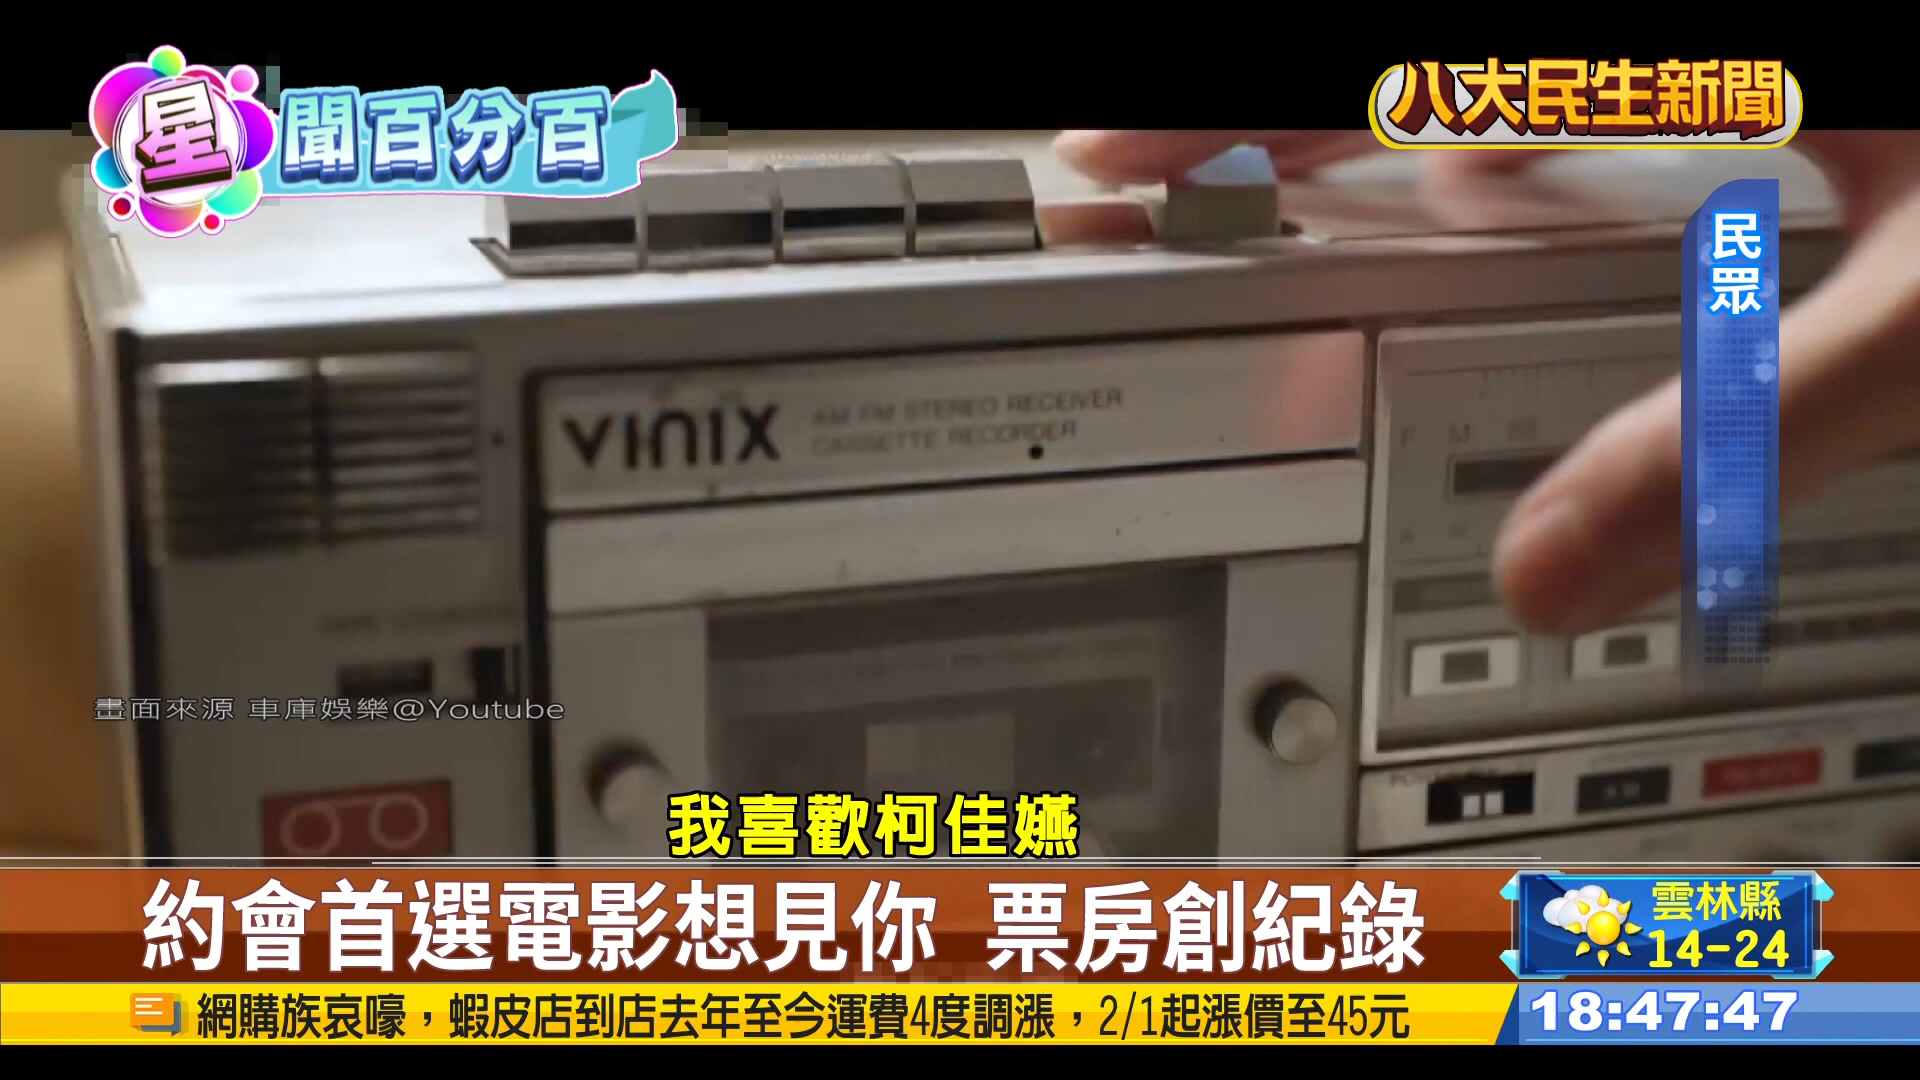 星聞百分百
八大民生新聞
民眾
VINIX
AM FM STEREO RECEIVER
CASSETTE RECORDER
FM 88
畫面來源 車庫娛樂@Youtube
我喜歡柯佳嬿
約會首選電影想見你 票房創紀錄
雲林縣
14-24
網購族哀嚎，蝦皮店到店去年至今運費4度調漲，2/1起漲價至45元
18:47:47